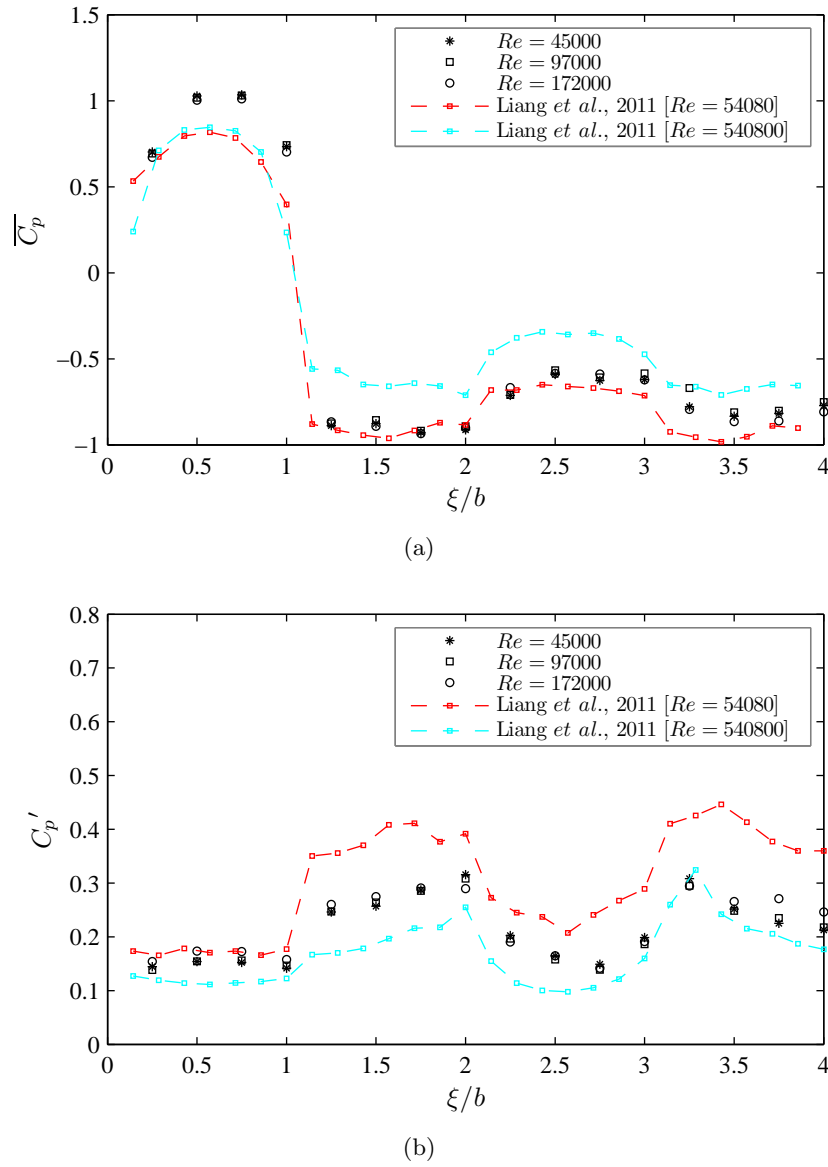 1.5
1
0.5
0
−0.5
−1
0
0.5
1
1.5
2
2.5
3
3.5
4
C_p
ξ/b
Re = 45000
Re = 97000
Re = 172000
Liang et al., 2011 [Re = 54080]
Liang et al., 2011 [Re = 540800]
(a)
0.8
0.7
0.6
0.5
0.4
0.3
0.2
0.1
0
0
0.5
1
1.5
2
2.5
3
3.5
4
C_p'
ξ/b
Re = 45000
Re = 97000
Re = 172000
Liang et al., 2011 [Re = 54080]
Liang et al., 2011 [Re = 540800]
(b)